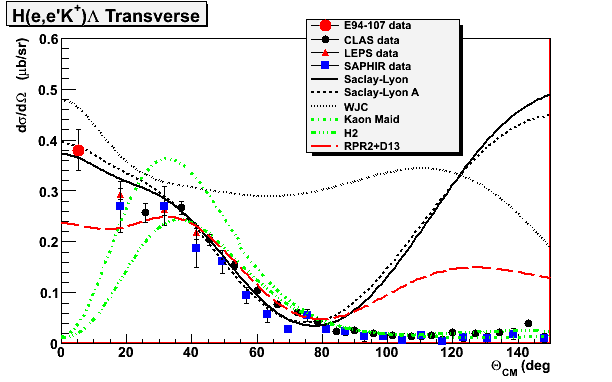 H(e,e'K+)Λ Transverse
E94-107 data
CLAS data
LEPS data
SAPHIR data
Saclay-Lyon
Saclay-Lyon A
WJC
Kaon Maid
H2
RPR2+D13
dσ/dΩ (μb/sr)
0.6
0.5
0.4
0.3
0.2
0.1
0
0 20 40 60 80 100 120 140
ΘCM (deg